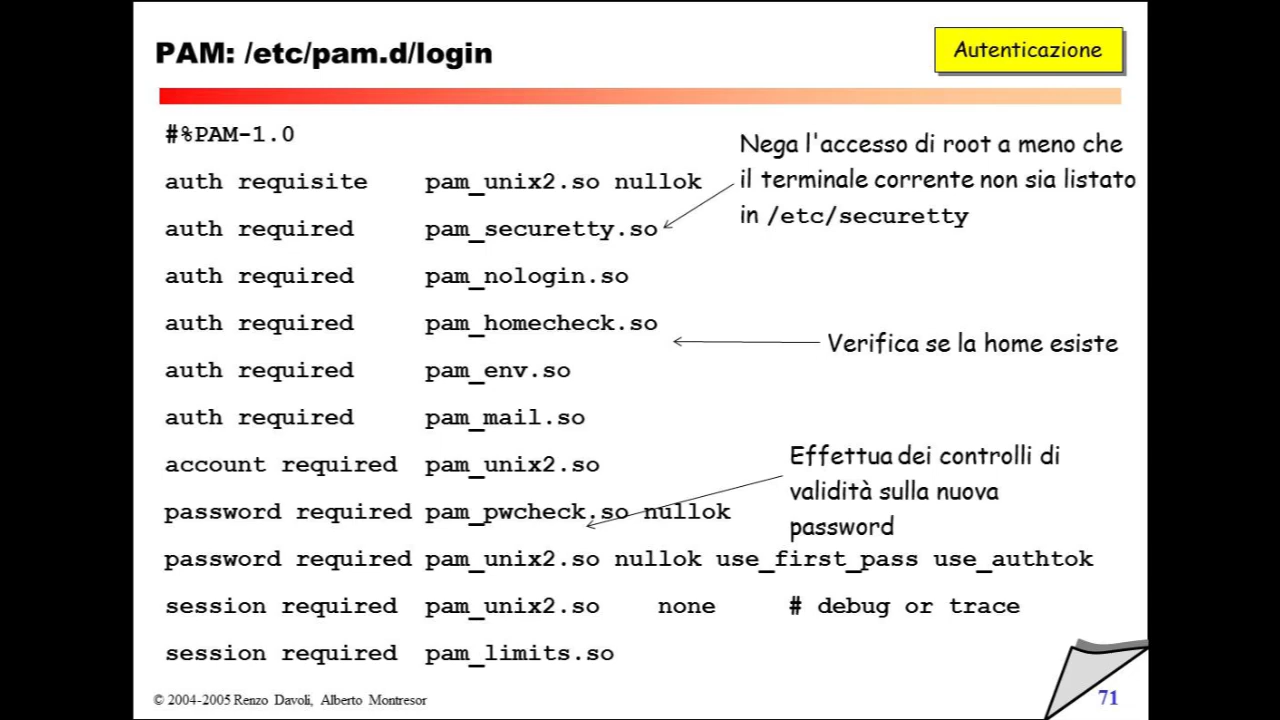 PAM: /etc/pam.d/login
Autenticazione
#%PAM-1.0
auth requisite pam_unix2.so nullok
auth required pam_securetty.so
auth required pam_nologin.so
auth required pam_homecheck.so
auth required pam_env.so
auth required pam_mail.so
account required pam_unix2.so
password required pam_pwcheck.so nullok
password required pam_unix2.so nullok use_first_pass use_authtok
session required pam_unix2.so none # debug or trace
session required pam_limits.so
Nega l'accesso di root a meno che
il terminale corrente non sia listato
in /etc/securetty
Verifica se la home esiste
Effettua dei controlli di
validità sulla nuova
password
© 2004-2005 Renzo Davoli, Alberto Montresor
71